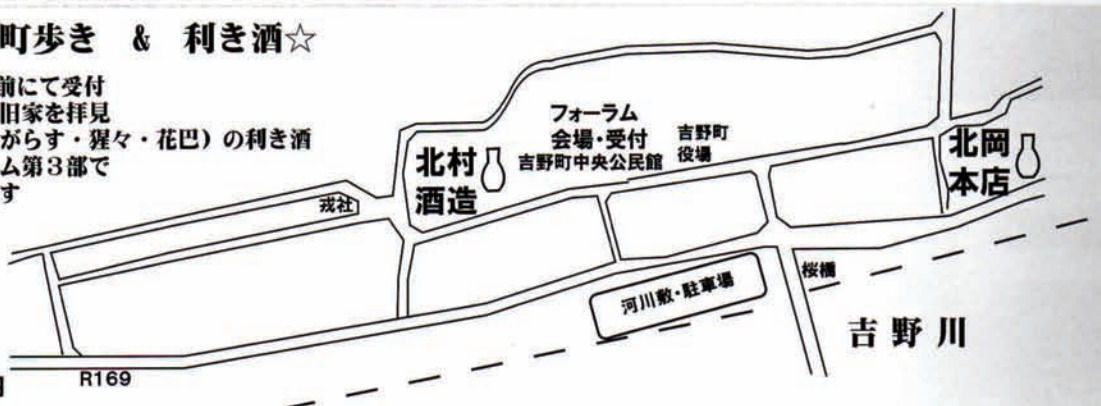 町歩き & 利き酒☆
前にて受付
旧家を拝見
がらす・猩々・花巴)の利き酒
ム第3部で
す
フォーラム
会場・受付
吉野町中央公民館
吉野町
役場
北村
酒造
北岡
本店
戎社
桜橋
河川敷・駐車場
吉野川
R169